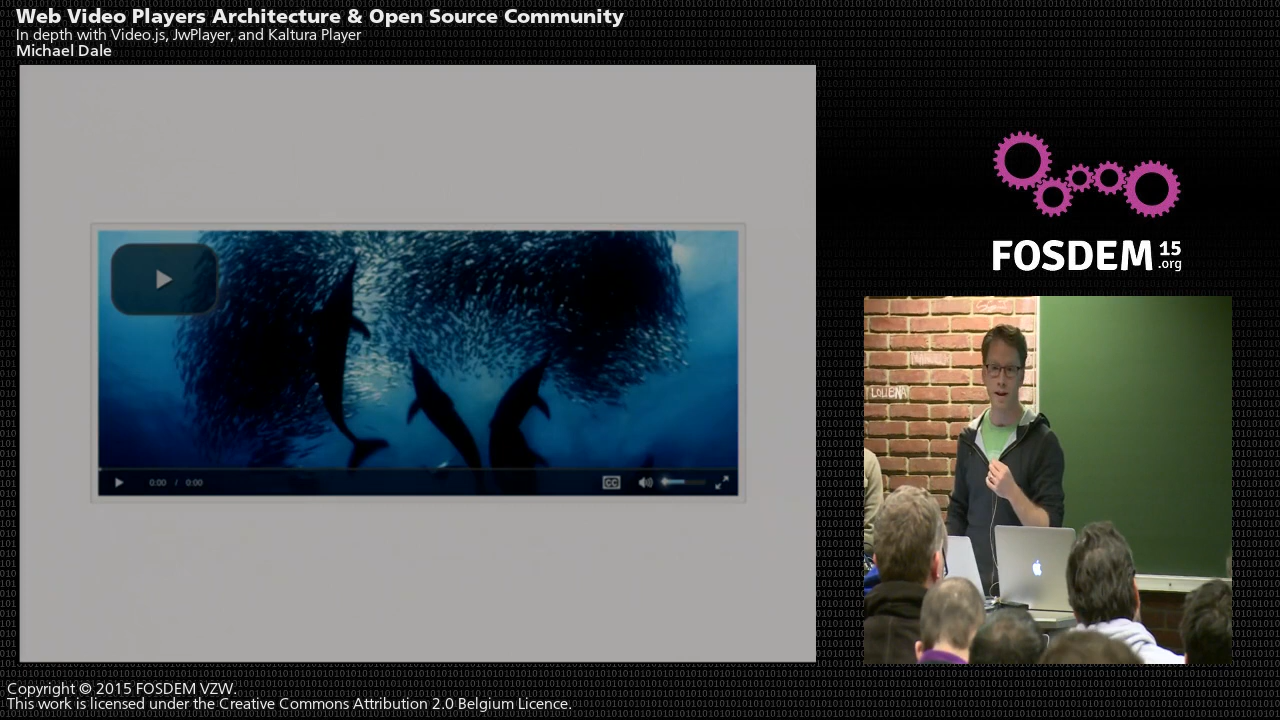 Web Video Players Architecture & Open Source Community
In depth with Video.js, JwPlayer, and Kaltura Player
Michael Dale
0:00 / 0:00
CC
FOSDEM 15
.org
Copyright © 2015 FOSDEM VZW.
This work is licensed under the Creative Commons Attribution 2.0 Belgium Licence.